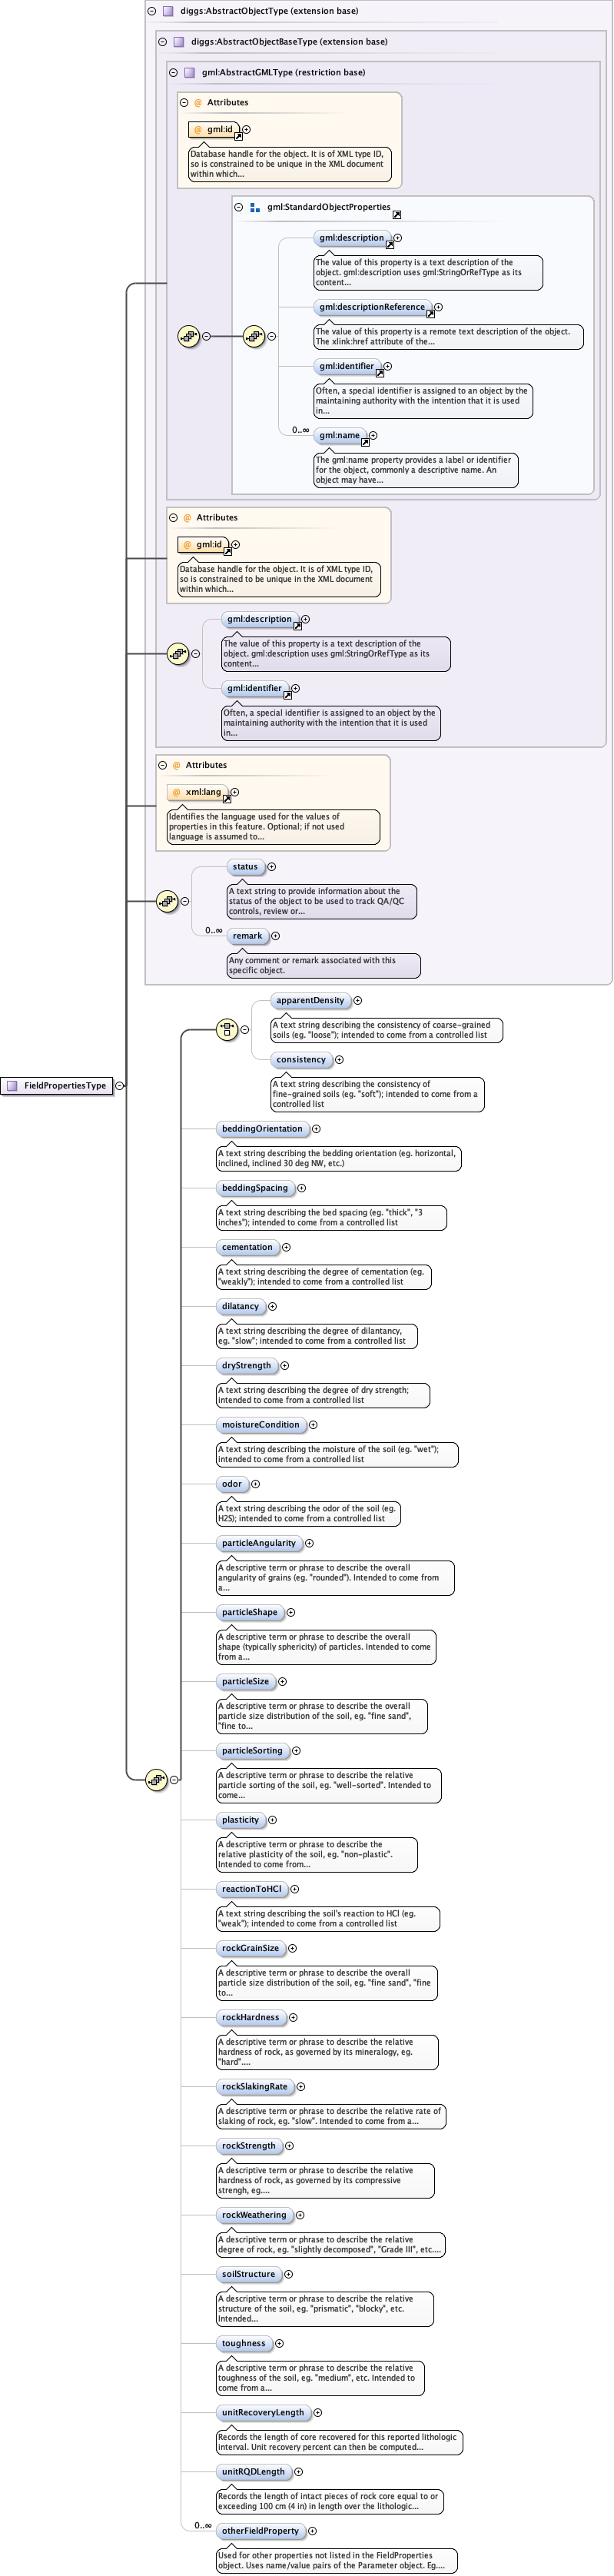 diggs:AbstractObjectType (extension base)
diggs:AbstractObjectBaseType (extension base)
gml:AbstractGMLType (restriction base)
@ Attributes
@ gml:id
Database handle for the object. It is of XML type ID,
so is constrained to be unique in the XML document
within which...
gml:StandardObjectProperties
gml:description
The value of this property is a text description of the
object. gml:description uses gml:StringOrRefType as its
content...
gml:descriptionReference
The value of this property is a remote text description of the object.
The xlink:href attribute of the...
gml:identifier
Often, a special identifier is assigned to an object by the
maintaining authority with the intention that it is used
in...
0..∞
gml:name
The gml:name property provides a label or identifier
for the object, commonly a descriptive name. An
object may have...
@ Attributes
@ gml:id
Database handle for the object. It is of XML type ID,
so is constrained to be unique in the XML document
within which...
gml:description
The value of this property is a text description of the
object. gml:description uses gml:StringOrRefType as its
content...
gml:identifier
Often, a special identifier is assigned to an object by the
maintaining authority with the intention that it is used
in...
@ Attributes
@ xml:lang
Identifies the language used for the values of
properties in this feature. Optional; if not used
language is assumed to...
status
A text string to provide information about the
status of the object to be used to track QA/QC
controls, review or...
0..∞
remark
Any comment or remark associated with this
specific object.
FieldPropertiesType
apparentDensity
A text string describing the consistency of coarse-grained
soils (eg. "loose"); intended to come from a controlled list
consistency
A text string describing the consistency of
fine-grained soils (eg. "soft"); intended to come from a
controlled list
beddingOrientation
A text string describing the bedding orientation (eg. horizontal,
inclined, inclined 30 deg NW, etc.)
beddingSpacing
A text string describing the bed spacing (eg. "thick", "3
inches"); intended to come from a controlled list
cementation
A text string describing the degree of cementation (eg.
"weakly"); intended to come from a controlled list
dilatancy
A text string describing the degree of dilantancy,
eg. "slow"; intended to come from a controlled list
dryStrength
A text string describing the degree of dry strength;
intended to come from a controlled list
moistureCondition
A text string describing the moisture of the soil (eg. "wet");
intended to come from a controlled list
odor
A text string describing the odor of the soil (eg.
H2S); intended to come from a controlled list
particleAngularity
A descriptive term or phrase to describe the overall
angularity of grains (eg. "rounded"). Intended to come from
a...
particleShape
A descriptive term or phrase to describe the overall
shape (typically sphericity) of particles. Intended to come
from a...
particleSize
A descriptive term or phrase to describe the overall
particle size distribution of the soil, eg. "fine sand",
"fine to...
particleSorting
A descriptive term or phrase to describe the relative
particle sorting of the soil, eg. "well-sorted". Intended to
come...
plasticity
A descriptive term or phrase to describe the
relative plasticity of the soil, eg. "non-plastic".
Intended to come from...
reactionToHCl
A text string describing the soil's reaction to HCl (eg.
"weak"); intended to come from a controlled list
rockGrainSize
A descriptive term or phrase to describe the overall
particle size distribution of the soil, eg. "fine sand", "fine
to...
rockHardness
A descriptive term or phrase to describe the relative
hardness of rock, as governed by its mineralogy, eg.
"hard"....
rockSlakingRate
A descriptive term or phrase to describe the relative rate of
slaking of rock, eg. "slow". Intended to come from a...
rockStrength
A descriptive term or phrase to describe the relative
hardness of rock, as governed by its compressive
strengh, eg....
rockWeathering
A descriptive term or phrase to describe the relative
degree of rock, eg. "slightly decomposed", "Grade III", etc....
soilStructure
A descriptive term or phrase to describe the relative
structure of the soil, eg. "prismatic", "blocky", etc.
Intended...
toughness
A descriptive term or phrase to describe the relative
toughness of the soil, eg. "medium", etc. Intended to
come from a...
unitRecoveryLength
Records the length of core recovered for this reported lithologic
interval. Unit recovery percent can then be computed...
unitRQDLength
Records the length of intact pieces of rock core equal to or
exceeding 100 cm (4 in) in length over the lithologic...
0..∞
otherFieldProperty
Used for other properties not listed in the FieldProperties
object. Uses name/value pairs of the Parameter object. Eg....